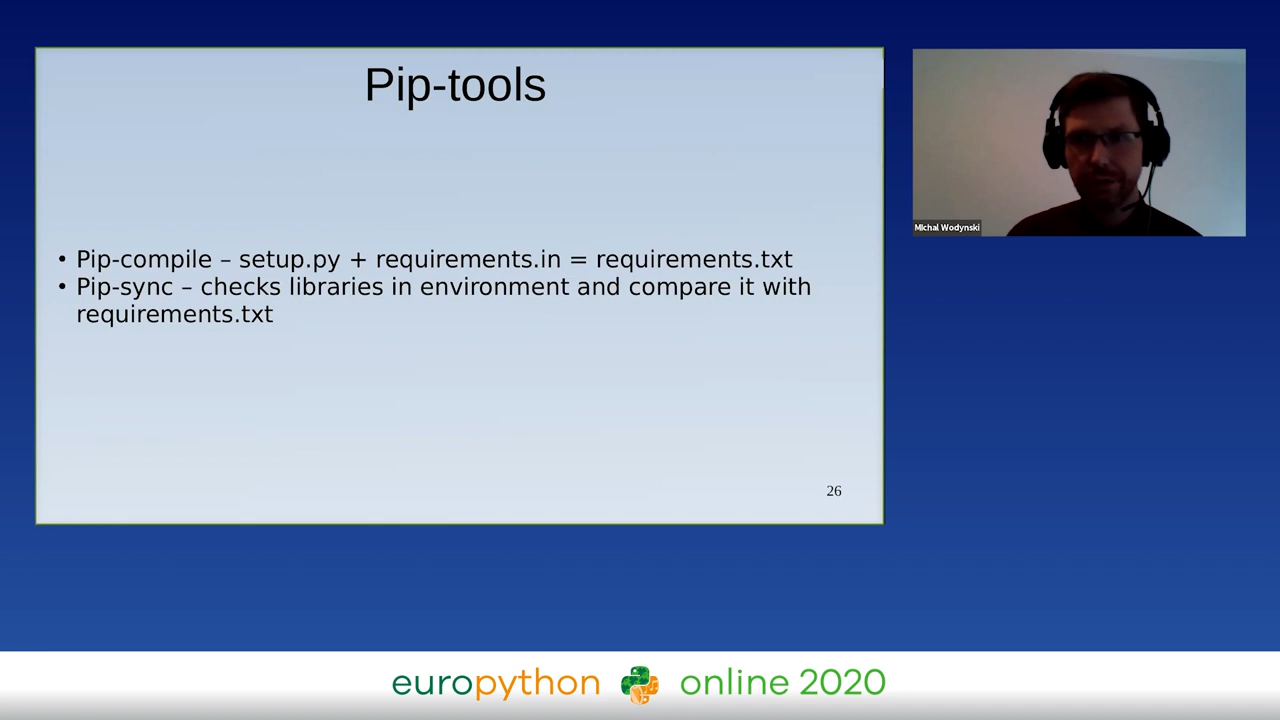 Pip-tools
• Pip-compile – setup.py + requirements.in = requirements.txt
• Pip-sync – checks libraries in environment and compare it with
requirements.txt
26
Michal Wodynski
europython online 2020